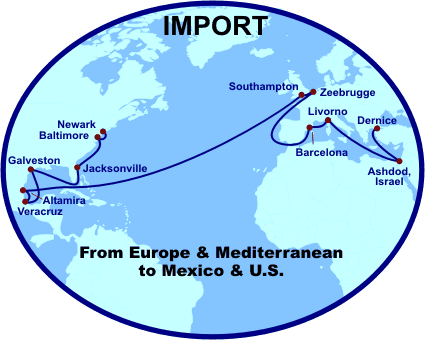 IMPORT
Southampton
Zeebrugge
Livorno
Dernice
Newark
Baltimore
Galveston
Jacksonville
Barcelona
Ashdod,
Israel
Altamira
Veracruz
From Europe & Mediterranean
to Mexico & U.S.